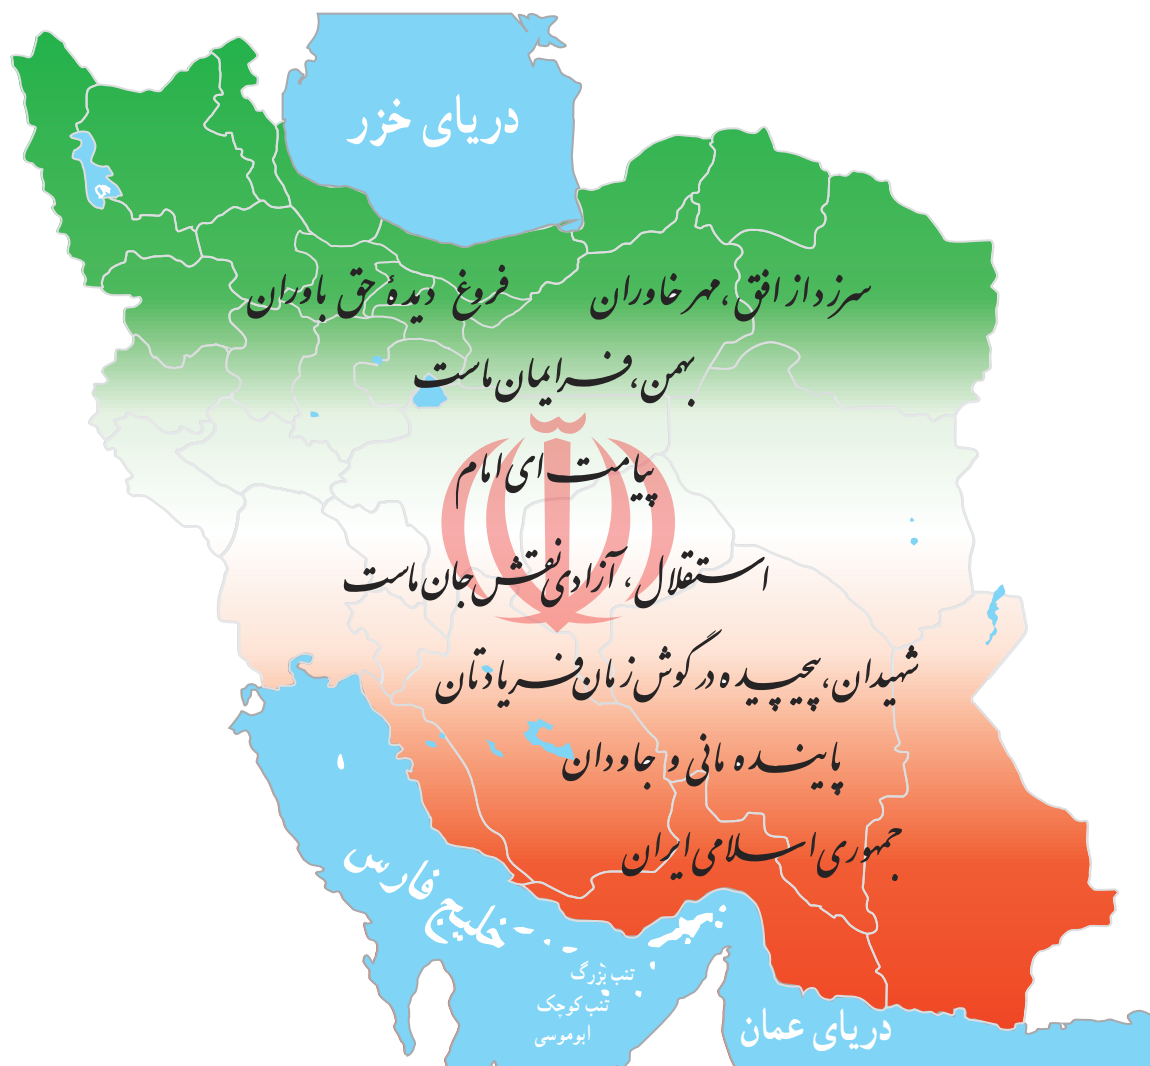 دریای خزر
سر زد از افق، مهر خاوران فروغ دیدهٔ حق باوران
بهمن، فر ایمان ماست
پیامت ای امام
استقلال، آزادی نقش جان ماست
شهیدان، پیچیده در گوش زمان فریادتان
پاینده مانی و جاودان
جمهوری اسلامی ایران
خلیج فارس
تنب بزرگ
تنب کوچک
ابوموسی
دریای عمان